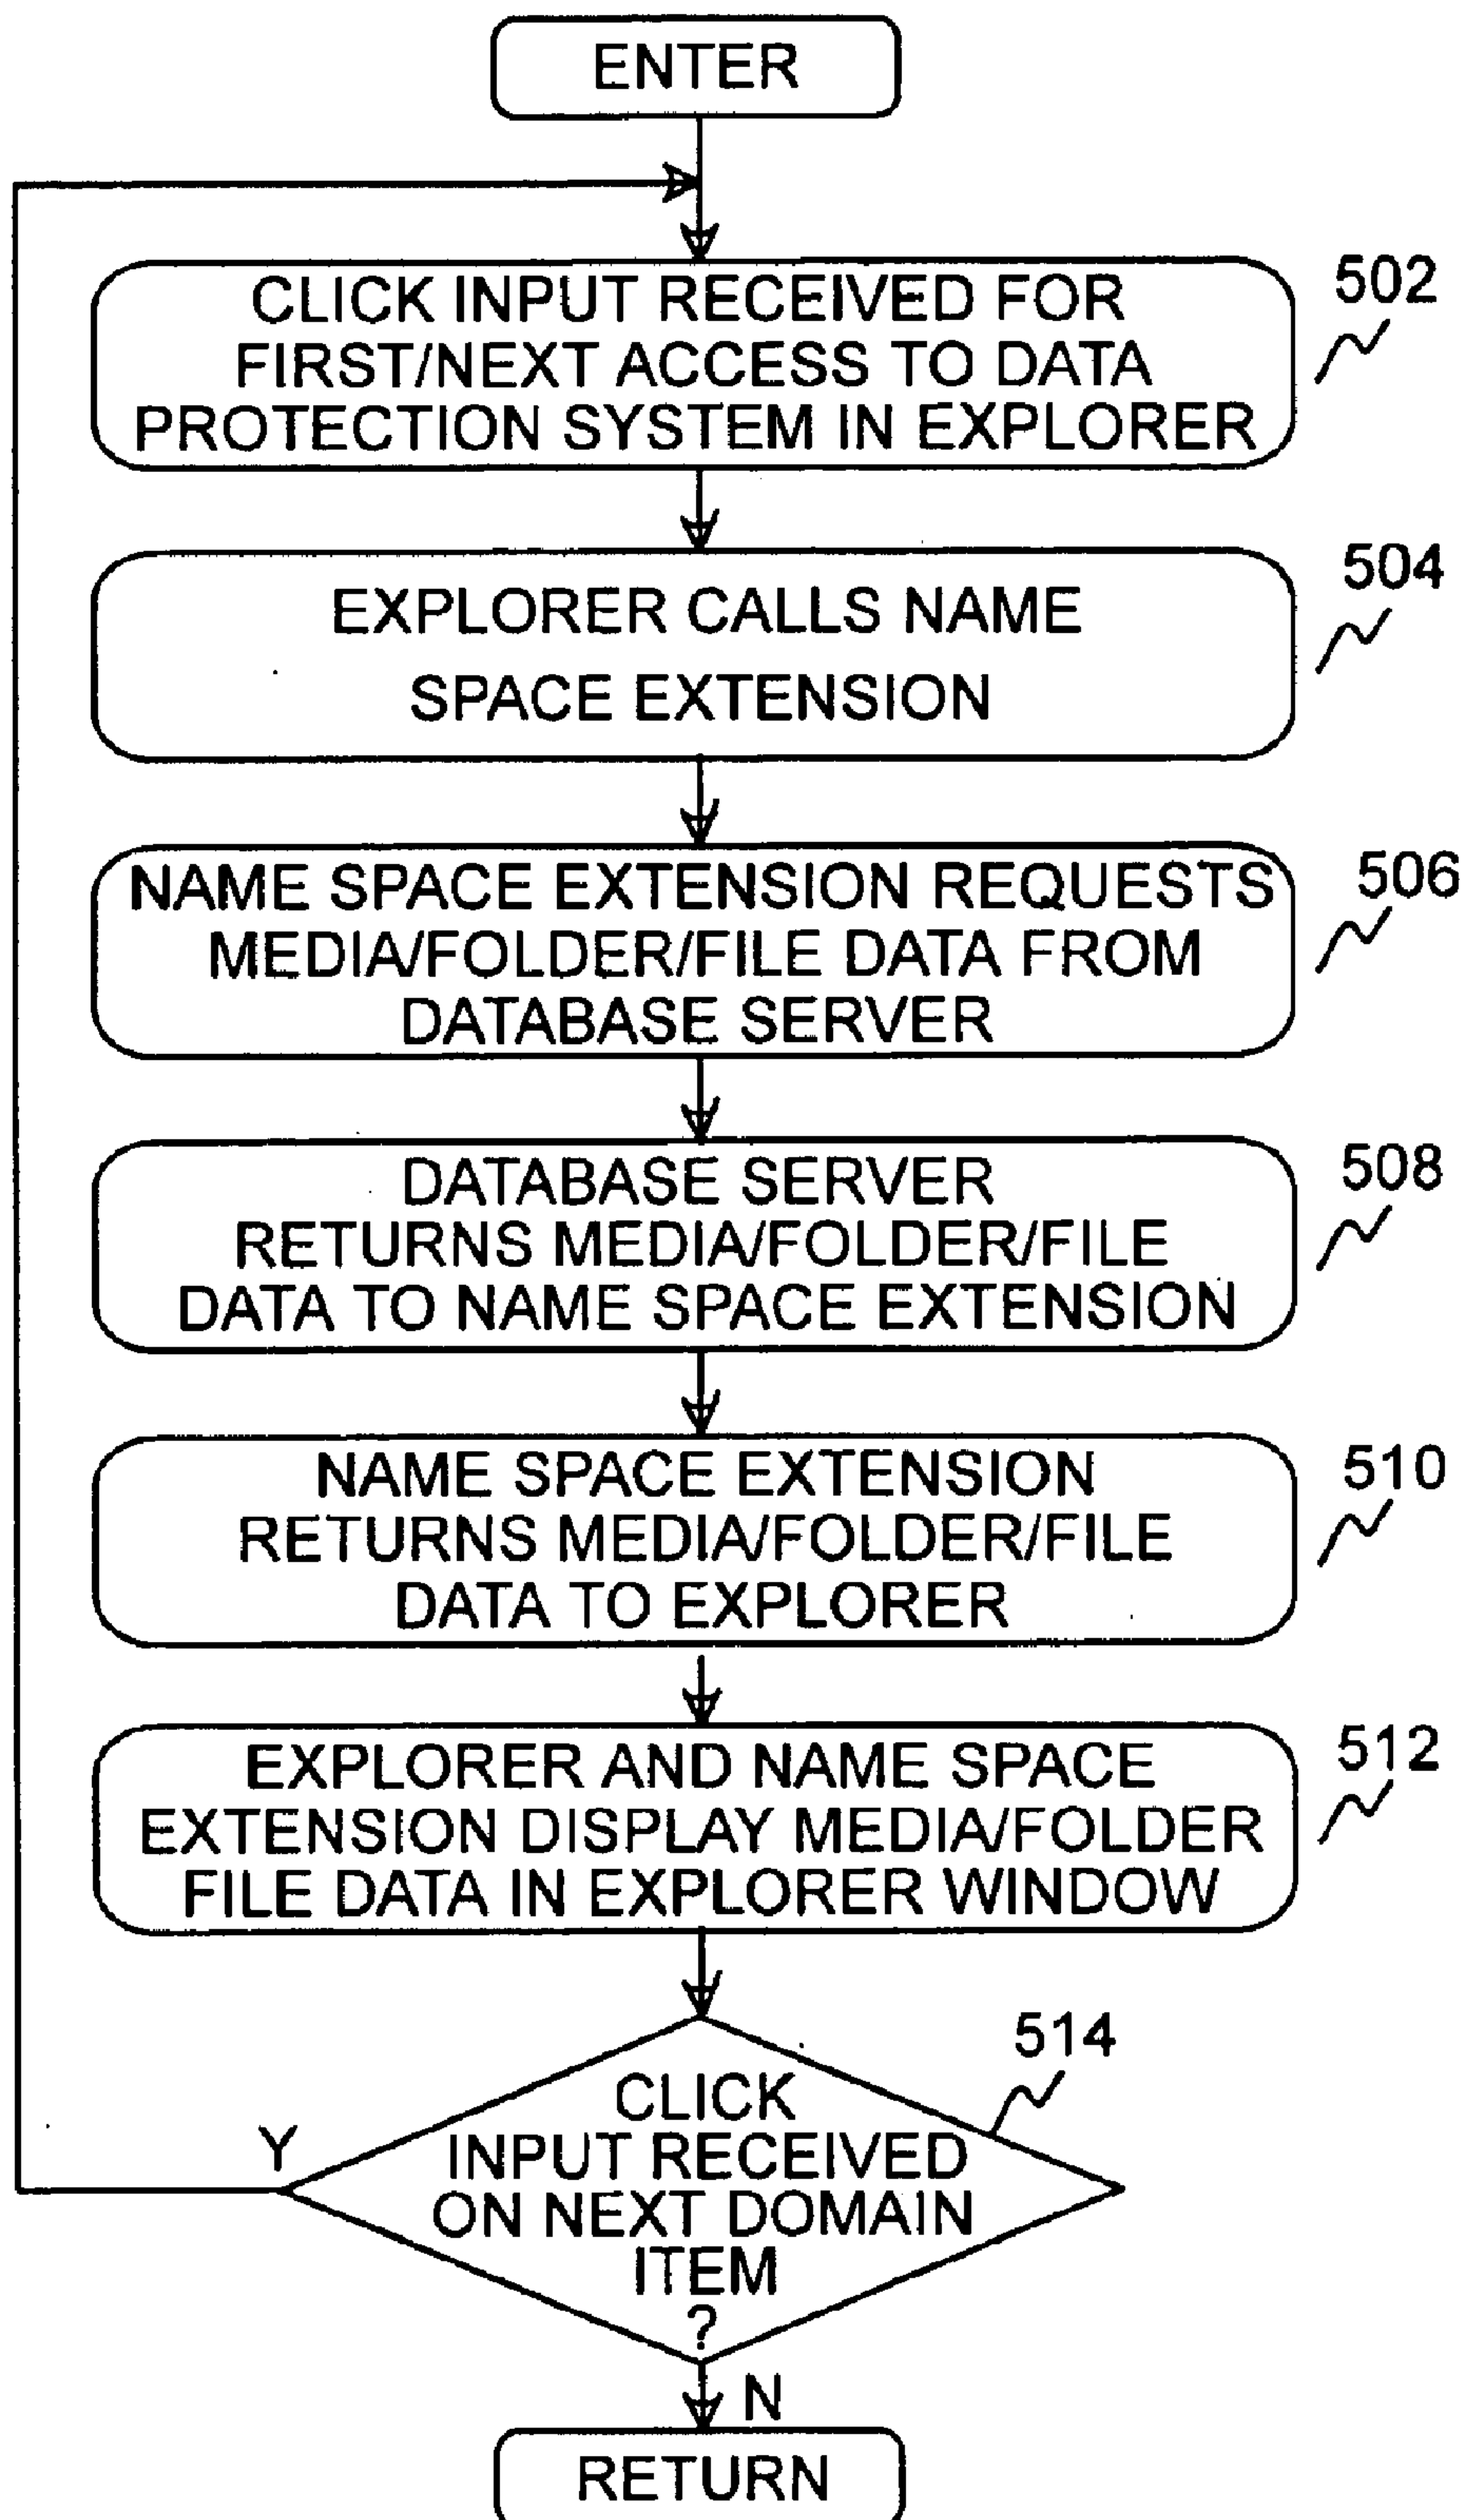 ENTER
CLICK INPUT RECEIVED FOR
FIRST/NEXT ACCESS TO DATA
PROTECTION SYSTEM IN EXPLORER
502
EXPLORER CALLS NAME
SPACE EXTENSION
504
NAME SPACE EXTENSION REQUESTS
MEDIA/FOLDER/FILE DATA FROM
DATABASE SERVER
506
DATABASE SERVER
RETURNS MEDIA/FOLDER/FILE
DATA TO NAME SPACE EXTENSION
508
NAME SPACE EXTENSION
RETURNS MEDIA/FOLDER/FILE
DATA TO EXPLORER
510
EXPLORER AND NAME SPACE
EXTENSION DISPLAY MEDIA/FOLDER
FILE DATA IN EXPLORER WINDOW
512
514
CLICK
INPUT RECEIVED
ON NEXT DOMAIN
ITEM
?
Y
N
RETURN